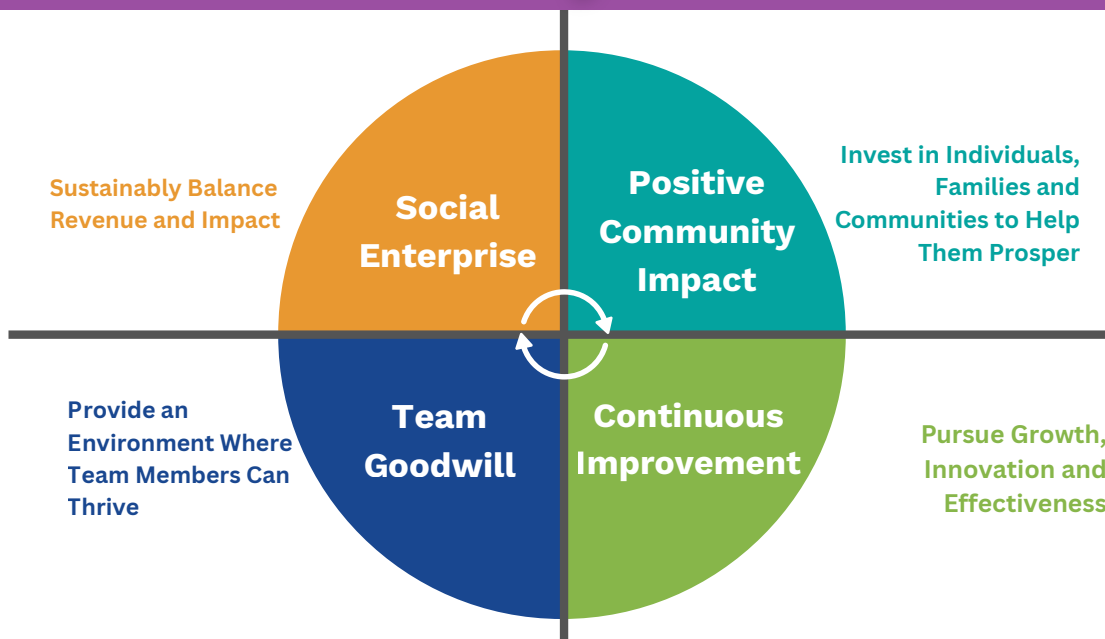 Sustainably Balance
Revenue and Impact
Social
Enterprise
Positive
Community
Impact
Invest in Individuals,
Families and
Communities to Help
Them Prosper
Provide an
Environment Where
Team Members Can
Thrive
Team
Goodwill
Continuous
Improvement
Pursue Growth,
Innovation and
Effectiveness